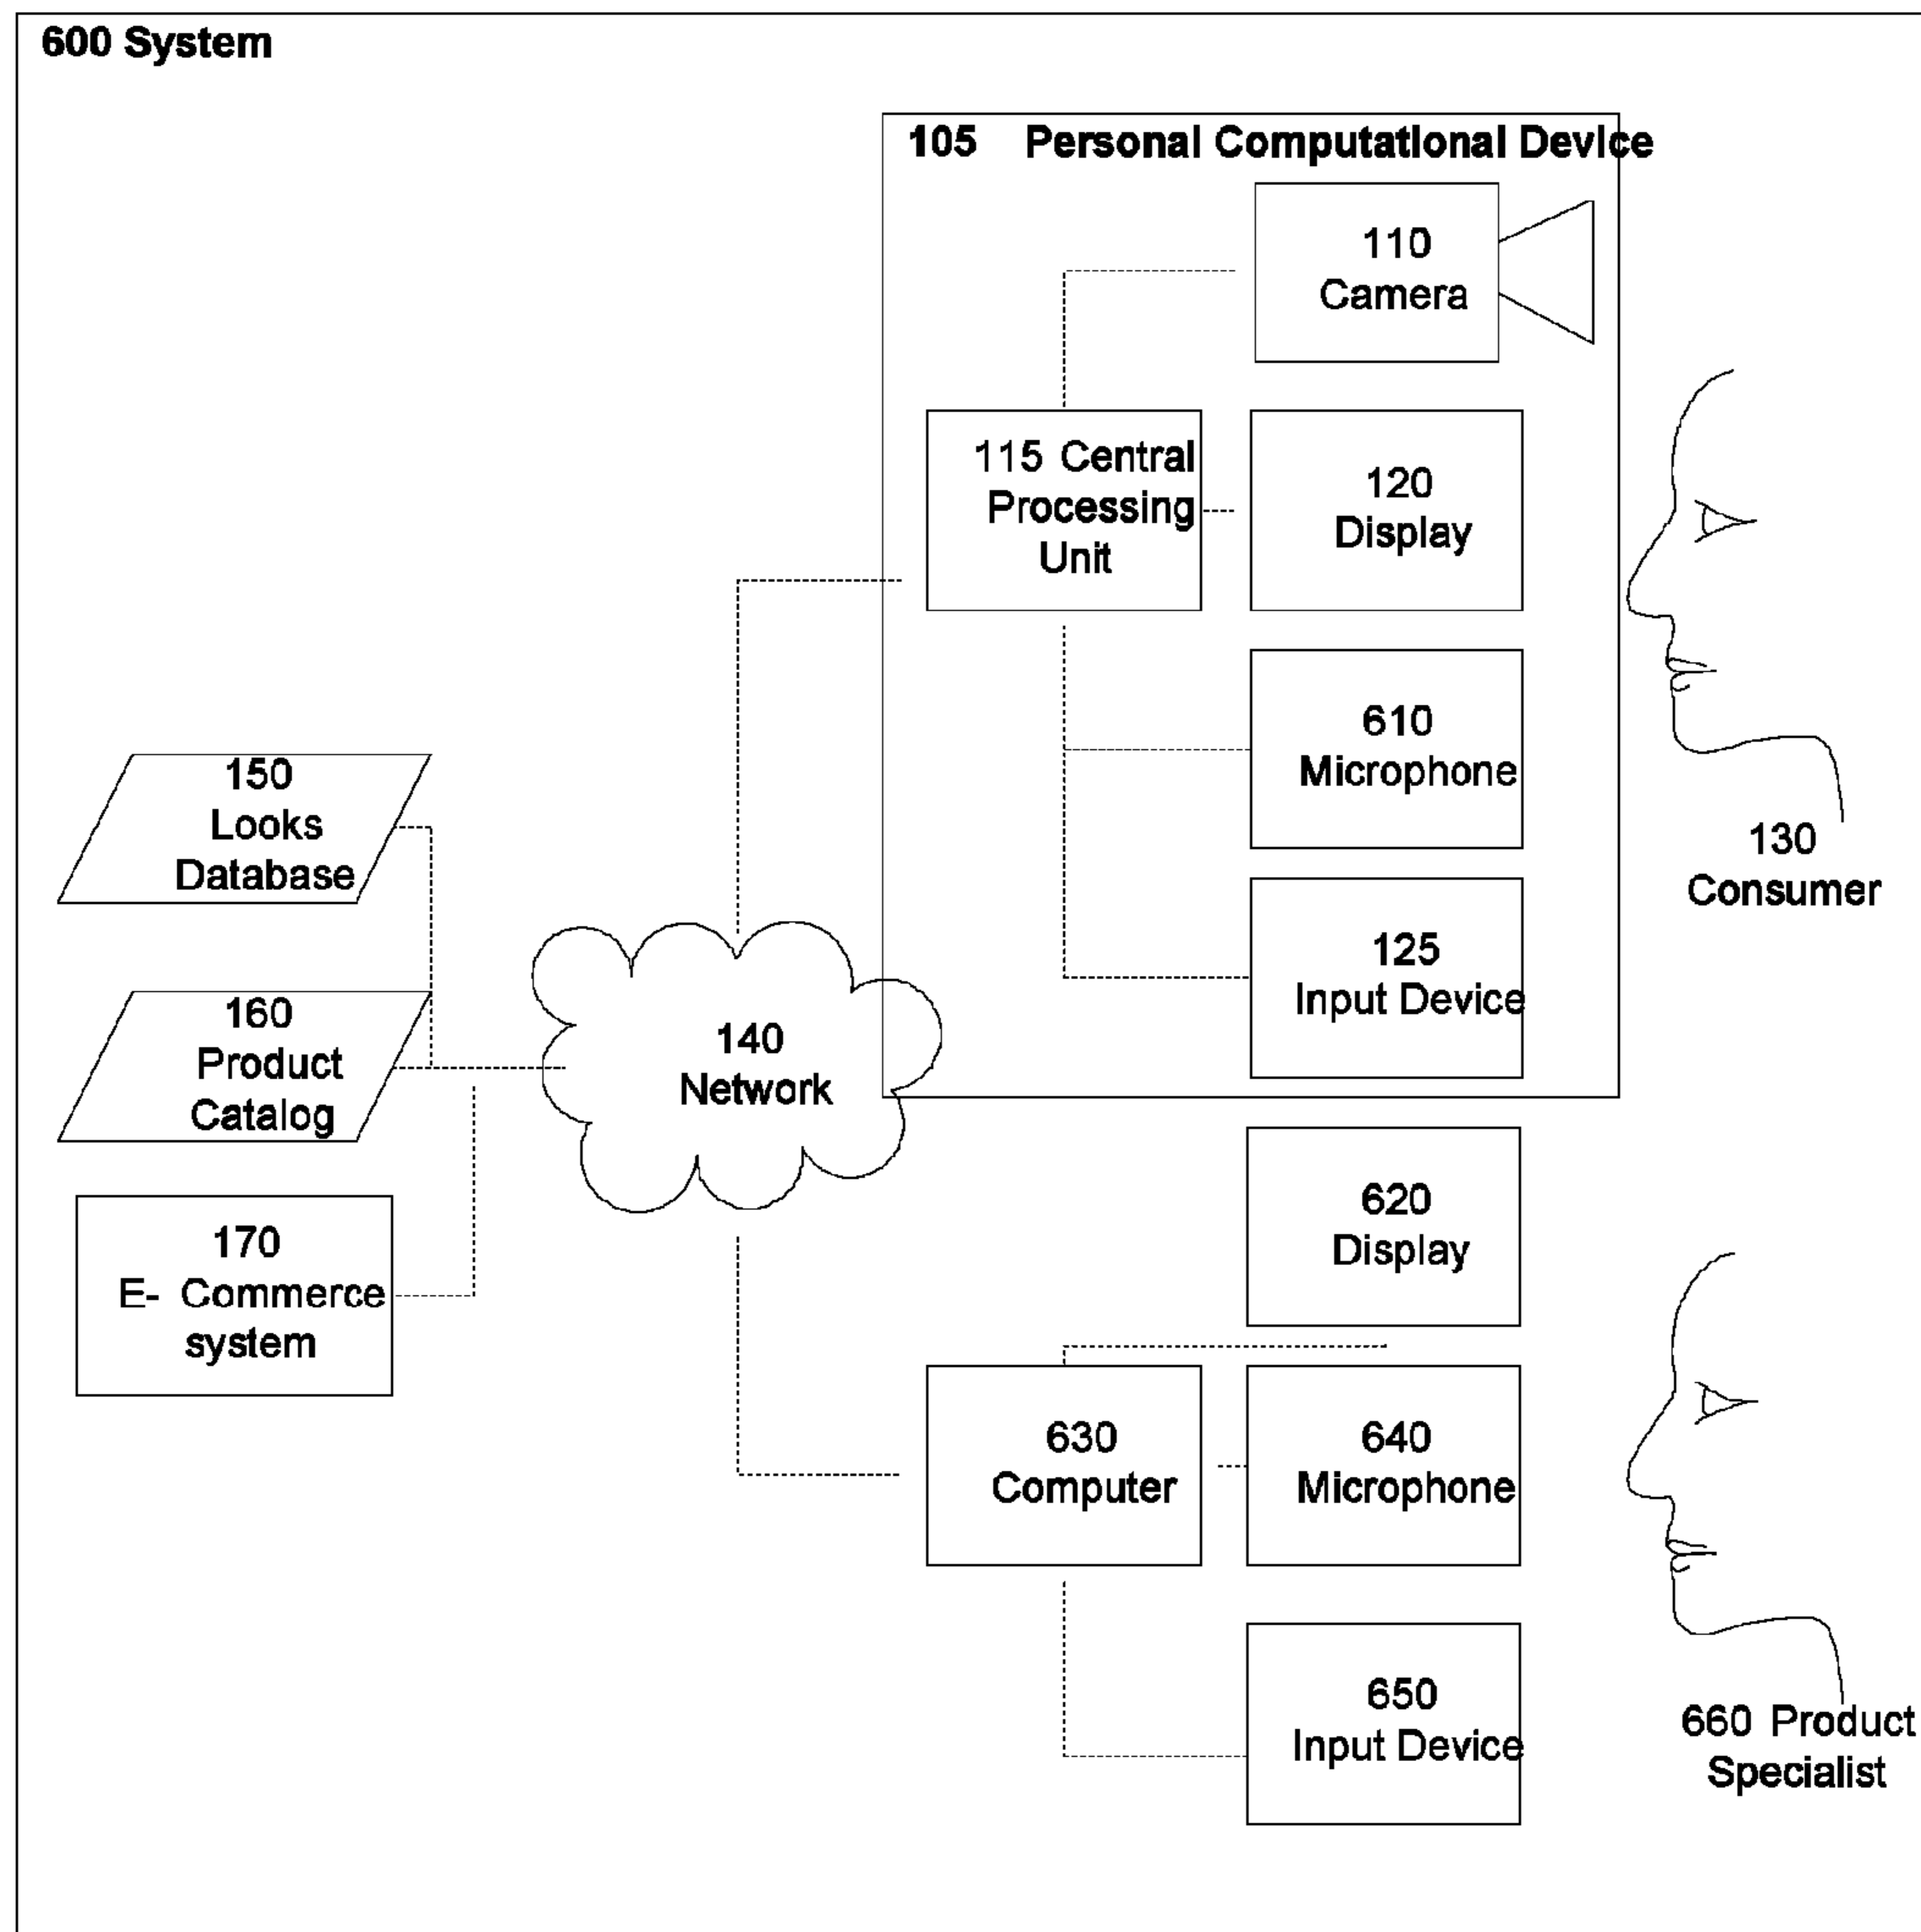 600 System
105 Personal Computational Device
110
Camera
115 Central
Processing
Unit
120
Display
610
Microphone
125
Input Device
130
Consumer
150
Looks
Database
160
Product
Catalog
170
E- Commerce
system
140
Network
620
Display
630
Computer
640
Microphone
650
Input Device
660 Product
Specialist